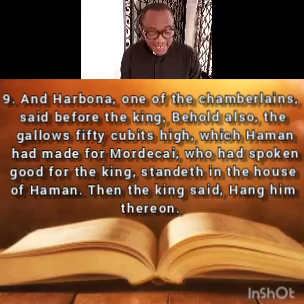 9. And Harbona, one of the chamberlains,
said before the king, Behold also, the
gallows fifty cubits high, which Haman
had made for Mordecai, who had spoken
good for the king, standeth in the house
of Haman. Then the king said, Hang him
thereon.
InShOt